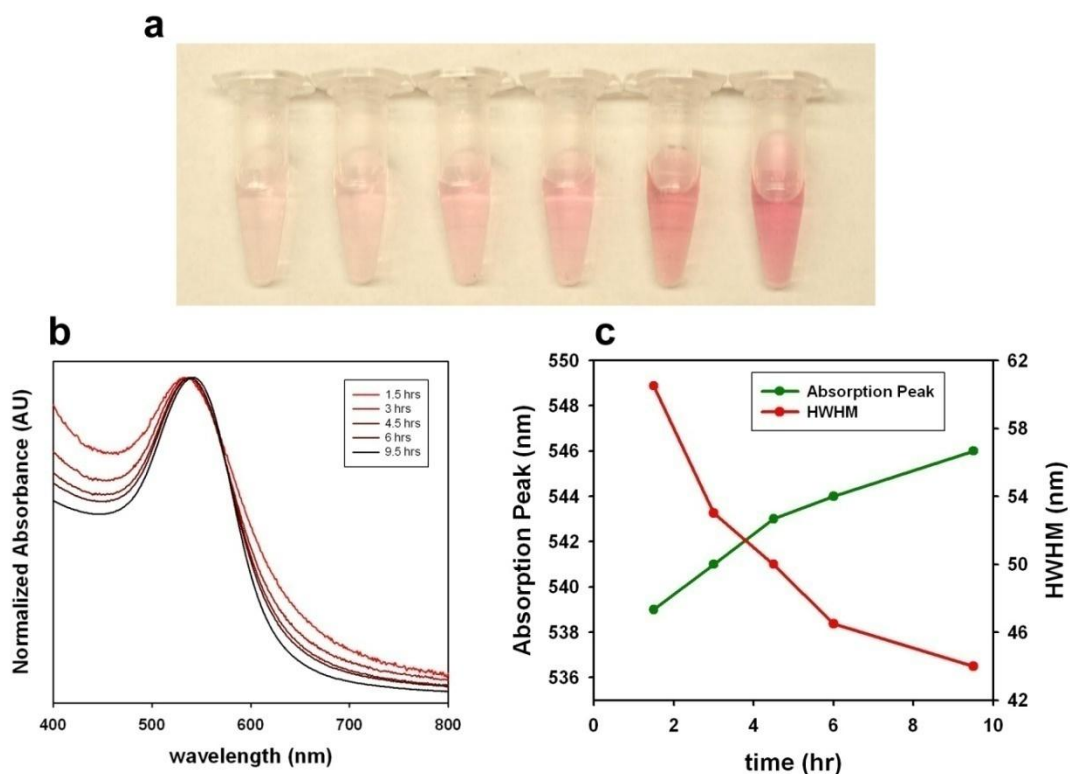 a
b
Normalized Absorbance (AU)
1.5 hrs
3 hrs
4.5 hrs
6 hrs
9.5 hrs
400
500
600
700
800
wavelength (nm)
c
Absorption Peak (nm)
550
548
546
544
542
540
538
536
Absorption Peak
HWHM
62
58
54
50
46
42
HWHM (nm)
0
2
4
6
8
10
time (hr)